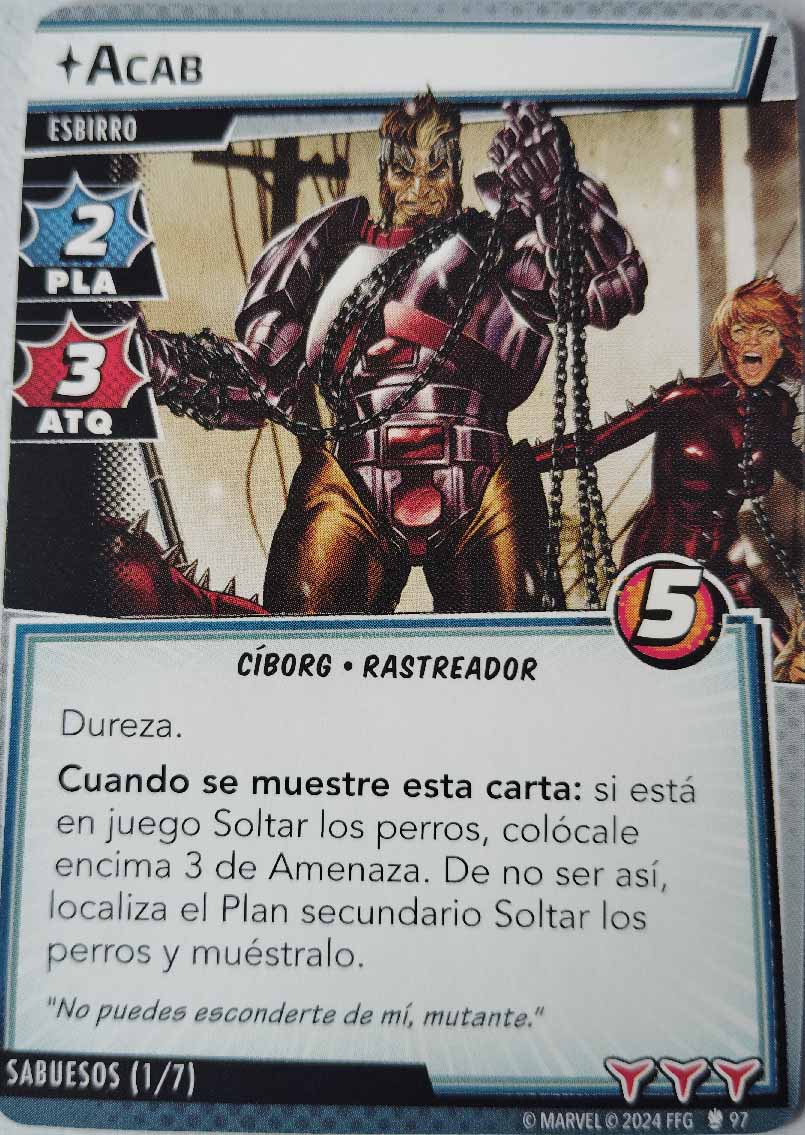 ACAB
ESBIRRO
2
PLA
3
ATQ
5
CÍBORG • RASTREADOR
Dureza.
Cuando se muestre esta carta: si está
en juego Soltar los perros, colócale
encima 3 de Amenaza. De no ser así,
localiza el Plan secundario Soltar los
perros y muéstralo.
"No puedes esconderte de mí, mutante."
SABUESOS (1/7)
© MARVEL © 2024 FFG 97